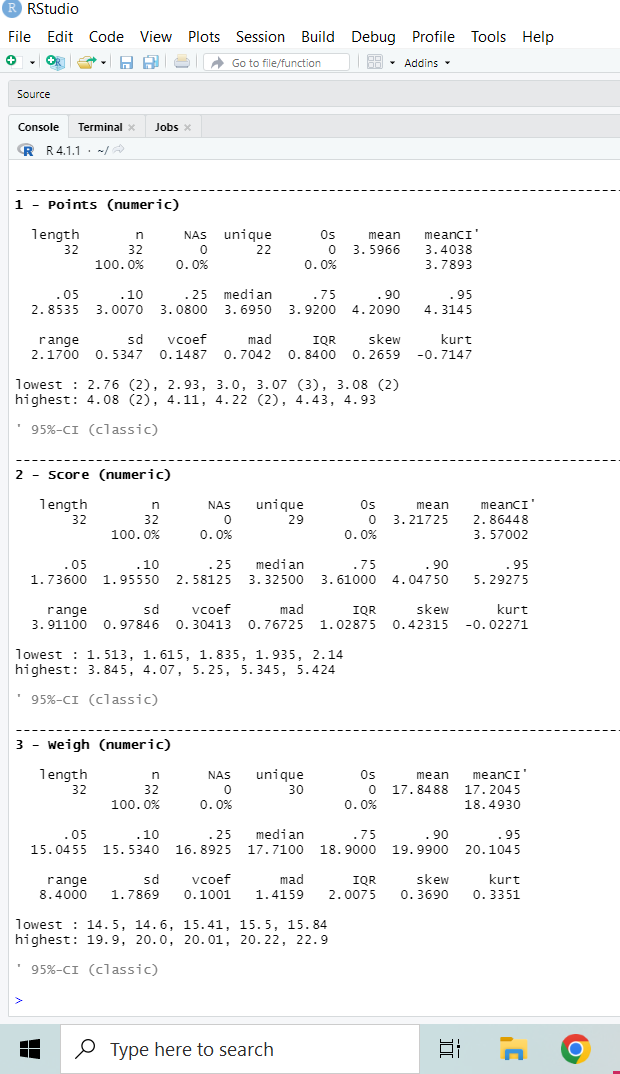 R RStudio
File Edit Code View Plots Session Build Debug Profile Tools Help
R Go to file/function Addins
Source
Console Terminal × Jobs ×
R R 4.1.1 · ~/
------------------------------------------------------------------------------
1 - Points (numeric)
length n NAs unique 0s mean meanCI'
32 32 0 22 0 3.5966 3.4038
100.0% 0.0% 0.0% 3.7893
.05 .10 .25 median .75 .90 .95
2.8535 3.0070 3.0800 3.6950 3.9200 4.2090 4.3145
range sd vcoef mad IQR skew kurt
2.1700 0.5347 0.1487 0.7042 0.8400 0.2659 -0.7147
lowest : 2.76 (2), 2.93, 3.0, 3.07 (3), 3.08 (2)
highest: 4.08 (2), 4.11, 4.22 (2), 4.43, 4.93
' 95%-CI (classic)
------------------------------------------------------------------------------
2 - Score (numeric)
length n NAs unique 0s mean meanCI'
32 32 0 29 0 3.21725 2.86448
100.0% 0.0% 0.0% 3.57002
.05 .10 .25 median .75 .90 .95
1.73600 1.95550 2.58125 3.32500 3.61000 4.04750 5.29275
range sd vcoef mad IQR skew kurt
3.91100 0.97846 0.30413 0.76725 1.02875 0.42315 -0.02271
lowest : 1.513, 1.615, 1.835, 1.935, 2.14
highest: 3.845, 4.07, 5.25, 5.345, 5.424
' 95%-CI (classic)
------------------------------------------------------------------------------
3 - Weigh (numeric)
length n NAs unique 0s mean meanCI'
32 32 0 30 0 17.8488 17.2045
100.0% 0.0% 0.0% 18.4930
.05 .10 .25 median .75 .90 .95
15.0455 15.5340 16.8925 17.7100 18.9000 19.9900 20.1045
range sd vcoef mad IQR skew kurt
8.4000 1.7869 0.1001 1.4159 2.0075 0.3690 0.3351
lowest : 14.5, 14.6, 15.41, 15.5, 15.84
highest: 19.9, 20.0, 20.01, 20.22, 22.9
' 95%-CI (classic)
>
Type here to search